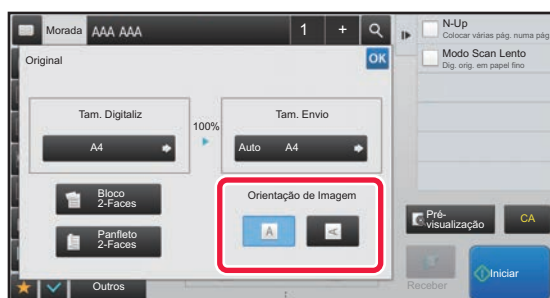 Morada AAA AAA 1 +
N-Up
Colocar várias pág. numa pág
Original
OK
Modo Scan Lento
Dig. orig. em papel fino
Tam. Digitaliz
100%
Tam. Envio
A4
Auto A4
Bloco
2-Faces
Orientação de Imagem
A A
Panfleto
2-Faces
Pré-
visualização
CA
Outros
Receber
Iniciar